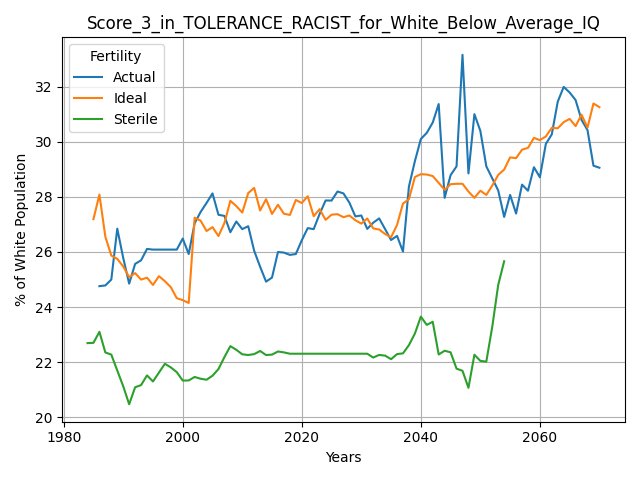 Score_3_in_TOLERANCE_RACIST_for_White_Below_Average_IQ
Fertility
Actual
Ideal
Sterile
% of White Population
32
30
28
26
24
22
20
1980
2000
2020
2040
2060
Years